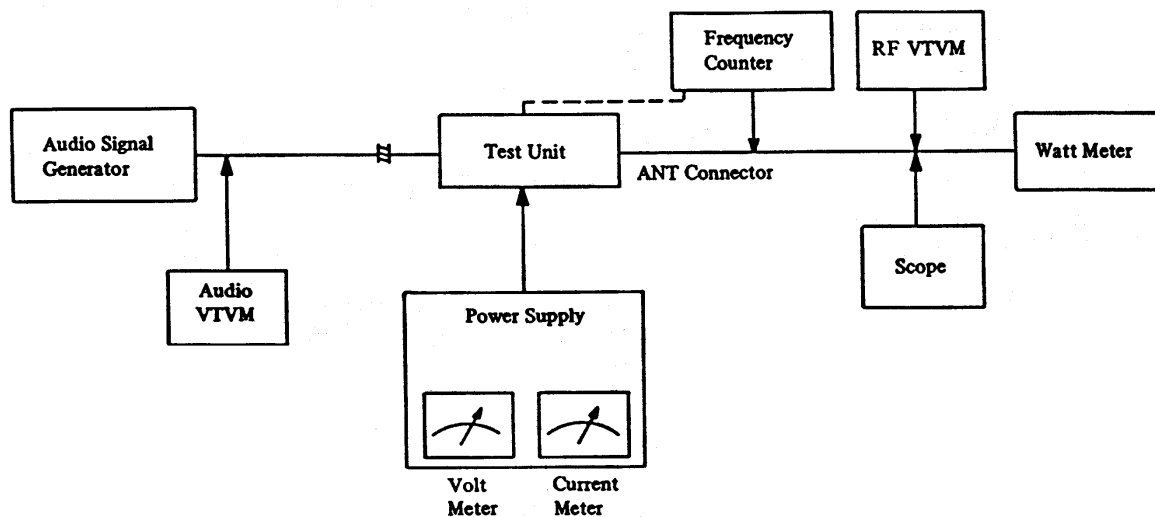 Frequency
Counter
RF VTVM
Audio Signal
Generator
Test Unit
Watt Meter
ANT Connector
Audio
VTVM
Scope
Power Supply
Volt
Meter
Current
Meter